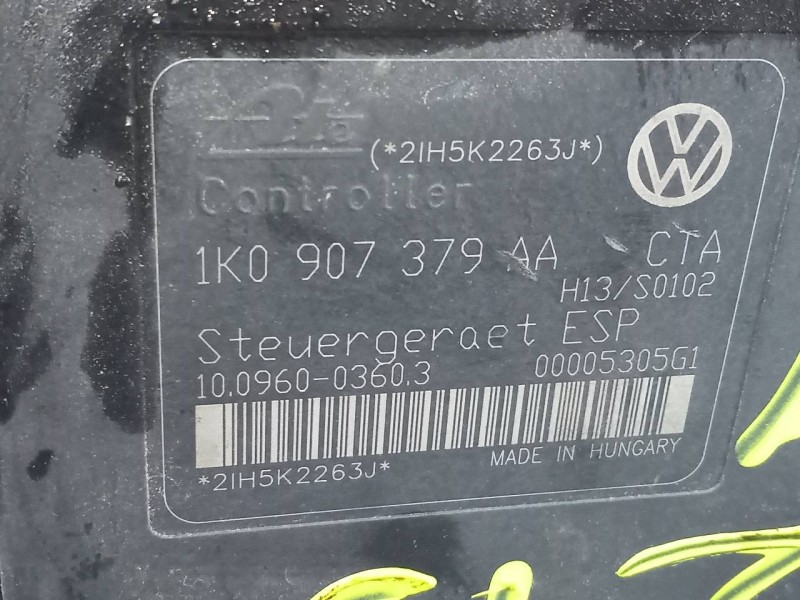 Ate
(*2IH5K2263J*)
Controller
1K0 907 379 AA CTA
H13/S0102
Steuergeraet ESP
10.0960-0360.3 00005305G1
*2IH5K2263J*
MADE IN HUNGARY